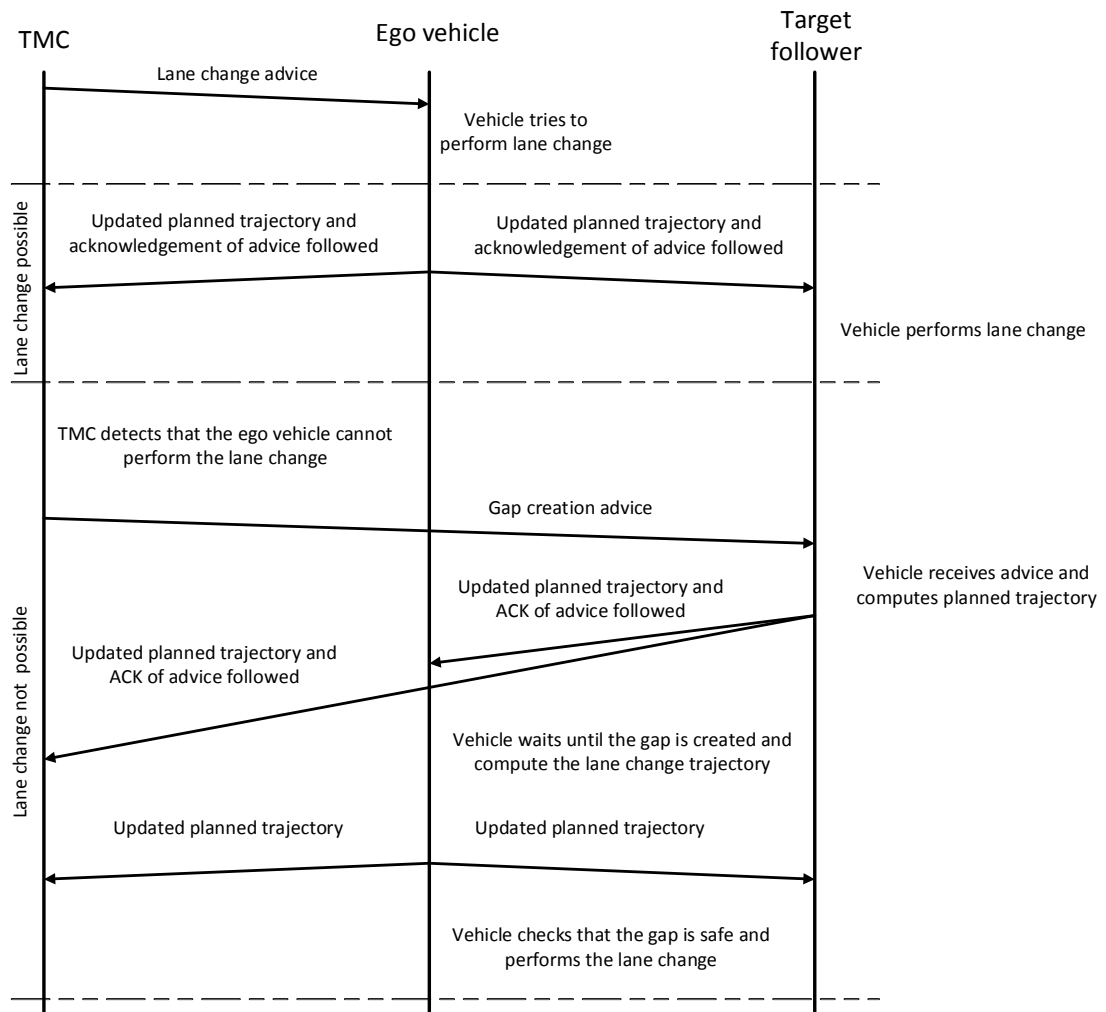 TMC
Ego vehicle
Target
follower
Lane change advice
Vehicle tries to
perform lane change
Lane change possible
Updated planned trajectory and
acknowledgement of advice followed
Updated planned trajectory and
acknowledgement of advice followed
Vehicle performs lane change
Lane change not possible
TMC detects that the ego vehicle cannot
perform the lane change
Gap creation advice
Vehicle receives advice and
computes planned trajectory
Updated planned trajectory and
ACK of advice followed
Updated planned trajectory and
ACK of advice followed
Vehicle waits until the gap is created and
compute the lane change trajectory
Updated planned trajectory
Updated planned trajectory
Vehicle checks that the gap is safe and
performs the lane change